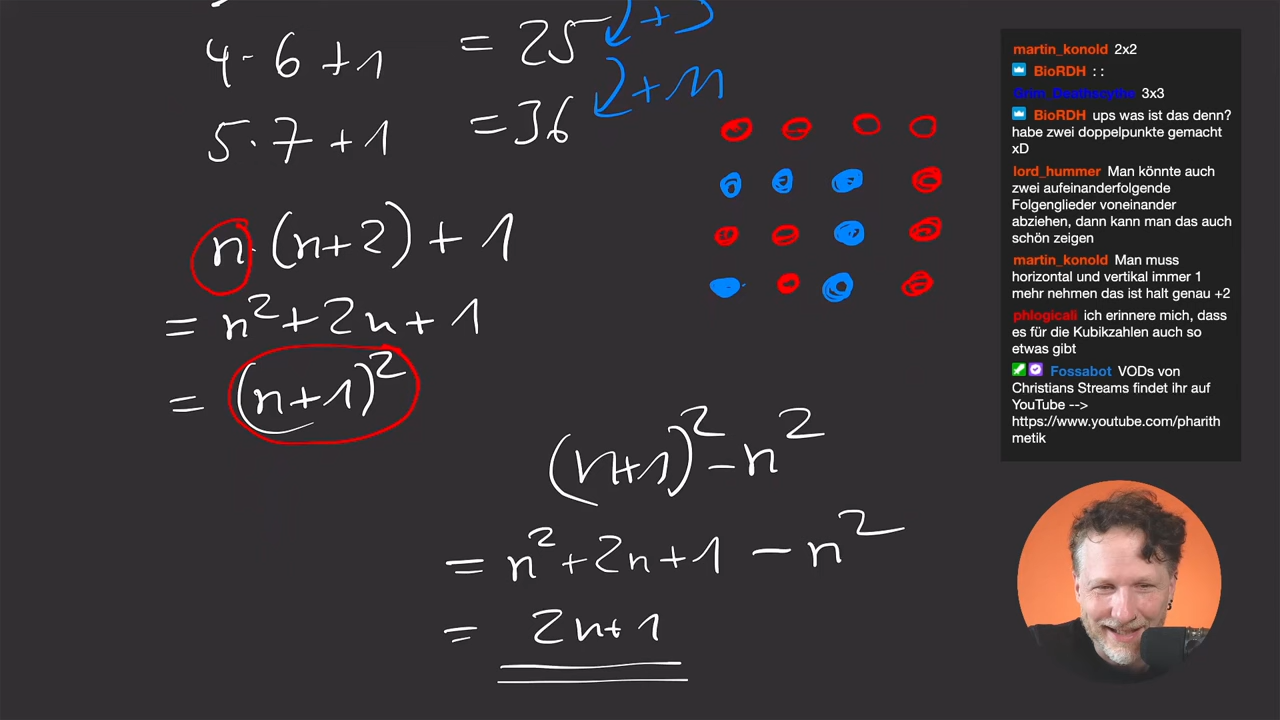 4·6+1 = 25
+11
5·7+1 = 36
n·(n+2)+1
= n²+2n+1
= (n+1)²
(n+1)²-n²
= n²+2n+1 - n²
= 2n+1
martin_konold 2x2
BioRDH : :
Grim_Deathscythe 3x3
BioRDH ups was ist das denn?
habe zwei doppelpunkte gemacht
xD
lord_hummer Man könnte auch
zwei aufeinanderfolgende
Folgenglieder voneinander
abziehen, dann kann man das auch
schön zeigen
martin_konold Man muss
horizontal und vertikal immer 1
mehr nehmen das ist halt genau +2
phlogicali ich erinnere mich, dass
es für die Kubikzahlen auch so
etwas gibt
Fossabot VODs von
Christians Streams findet ihr auf
YouTube -->
https://www.youtube.com/pharith
metik